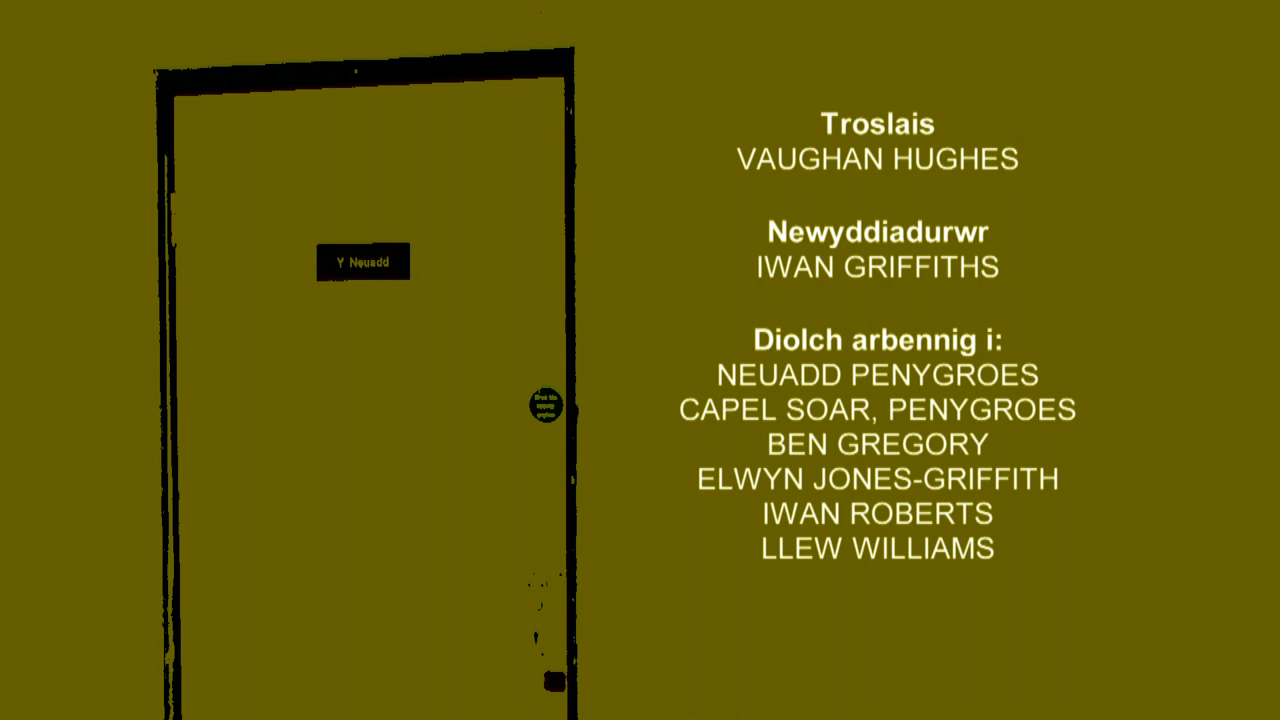 Y Neuadd
Troslais
VAUGHAN HUGHES
Newyddiadurwr
IWAN GRIFFITHS
Diolch arbennig i:
NEUADD PENYGROES
CAPEL SOAR, PENYGROES
BEN GREGORY
ELWYN JONES-GRIFFITH
IWAN ROBERTS
LLEW WILLIAMS